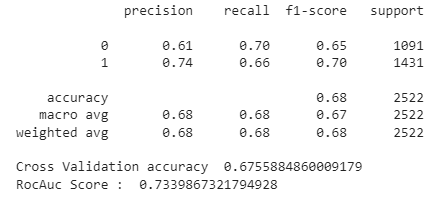 precision recall f1-score support
0 0.61 0.70 0.65 1091
1 0.74 0.66 0.70 1431
accuracy 0.68 2522
macro avg 0.68 0.68 0.67 2522
weighted avg 0.68 0.68 0.68 2522
Cross Validation accuracy 0.6755884860009179
RocAuc Score : 0.7339867321794928